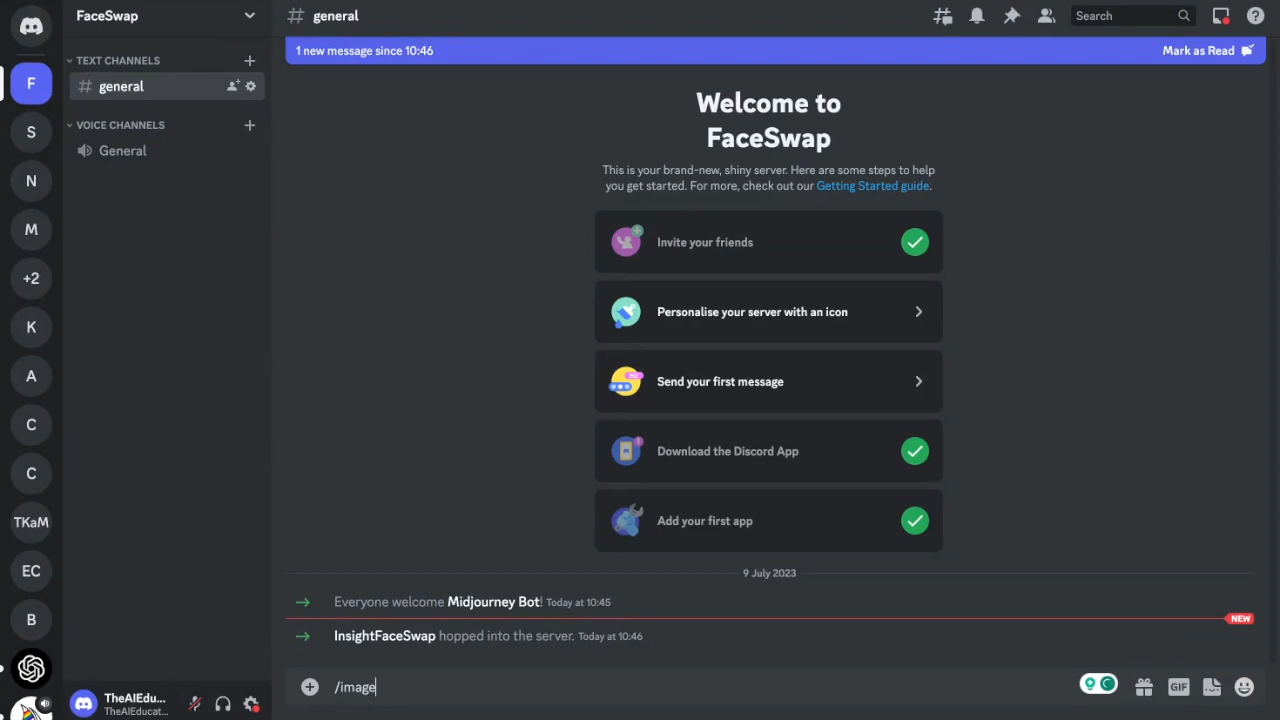 FaceSwap
general
Search
1 new message since 10:46
Mark as Read
TEXT CHANNELS
general
VOICE CHANNELS
General
F
S
N
M
+2
K
A
C
C
TKaM
EC
B
Welcome to
FaceSwap
This is your brand-new, shiny server. Here are some steps to help
you get started. For more, check out our Getting Started guide.
Invite your friends
Personalise your server with an icon
Send your first message
Download the Discord App
Add your first app
9 July 2023
Everyone welcome Midjourney Bot! Today at 10:45
NEW
InsightFaceSwap hopped into the server. Today at 10:46
/image
GIF
TheAIEdu...
TheAIEducat...